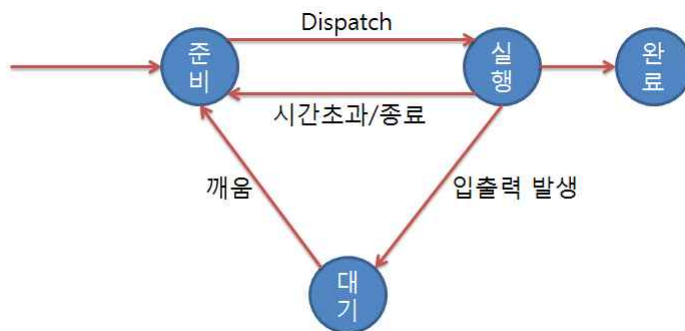 Dispatch
준비
실행
완료
시간초과/종료
깨움
입출력 발생
대기